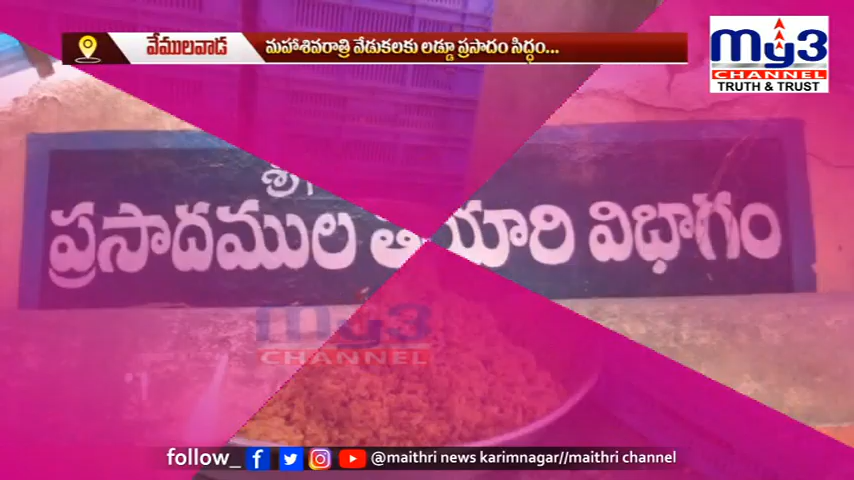 వేములవాడ
మహాశివరాత్రి వేడుకలకు లడ్డూ ప్రసాదం సిద్ధం...
my3
CHANNEL
TRUTH & TRUST
ప్రసాదముల తయారి విభాగం
my3
CHANNEL
follow_ @maithri news karimnagar//maithri channel